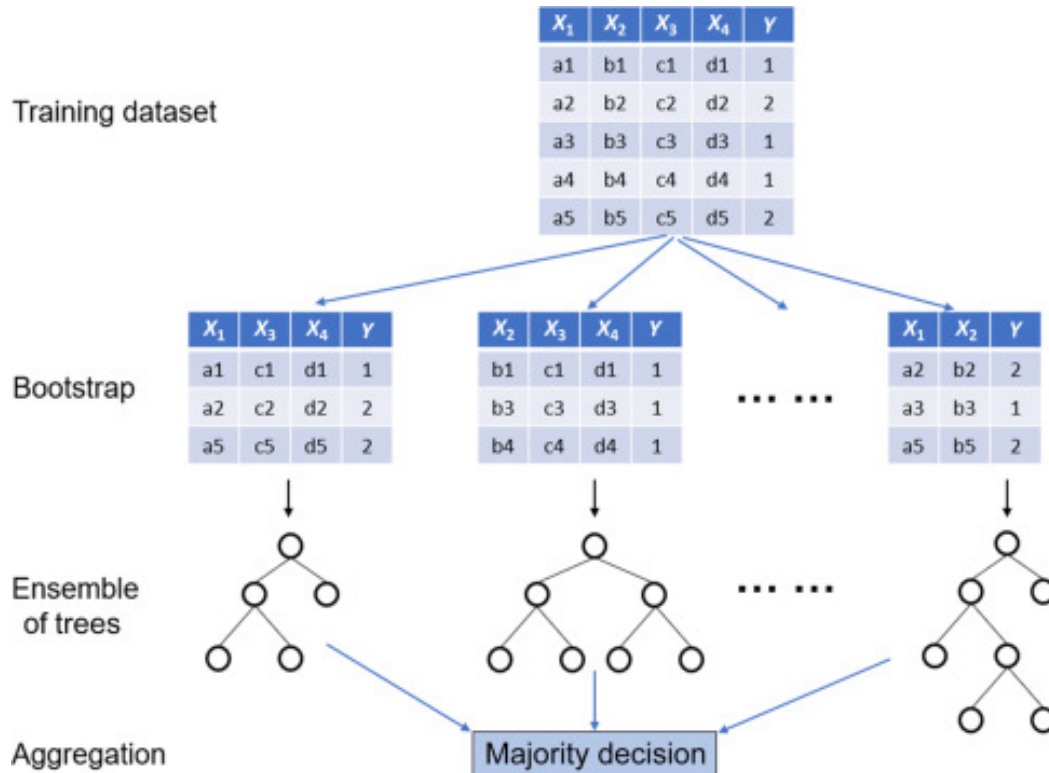 X1 X2 X3 X4 Y
a1 b1 c1 d1 1
Training dataset
a2 b2 c2 d2 2
a3 b3 c3 d3 1
a4 b4 c4 d4 1
a5 b5 c5 d5 2
X1 X3 X4 Y
a1 c1 d1 1
a2 c2 d2 2
a5 c5 d5 2
X2 X3 X4 Y
b1 c1 d1 1
b3 c3 d3 1
b4 c4 d4 1
... ...
X1 X2 Y
a2 b2 2
a3 b3 1
a5 b5 2
Bootstrap
Ensemble
of trees
... ...
Aggregation
Majority decision